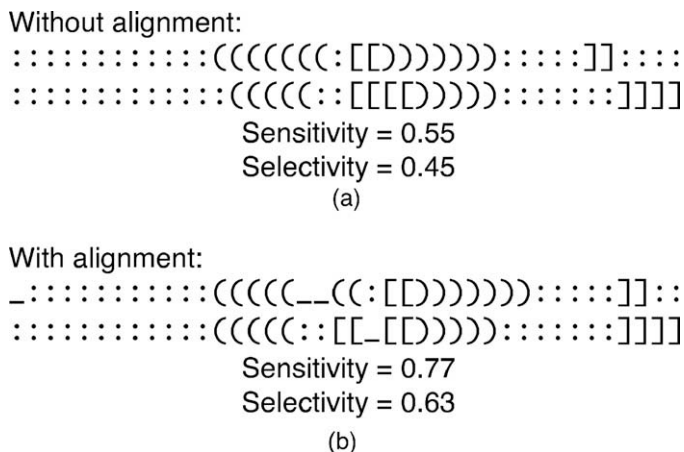 Without alignment:
::::::::::::(((((((:[[))))))):::::]]::::
:::::::::::::(((((::[[[[))))):::::::]]]]
Sensitivity = 0.55
Selectivity = 0.45
(a)
With alignment:
_:::::::::::(((((__((:[[))))))):::::]]::
::::::::::::(((((::[[_[[))))):::::::]]]]
Sensitivity = 0.77
Selectivity = 0.63
(b)